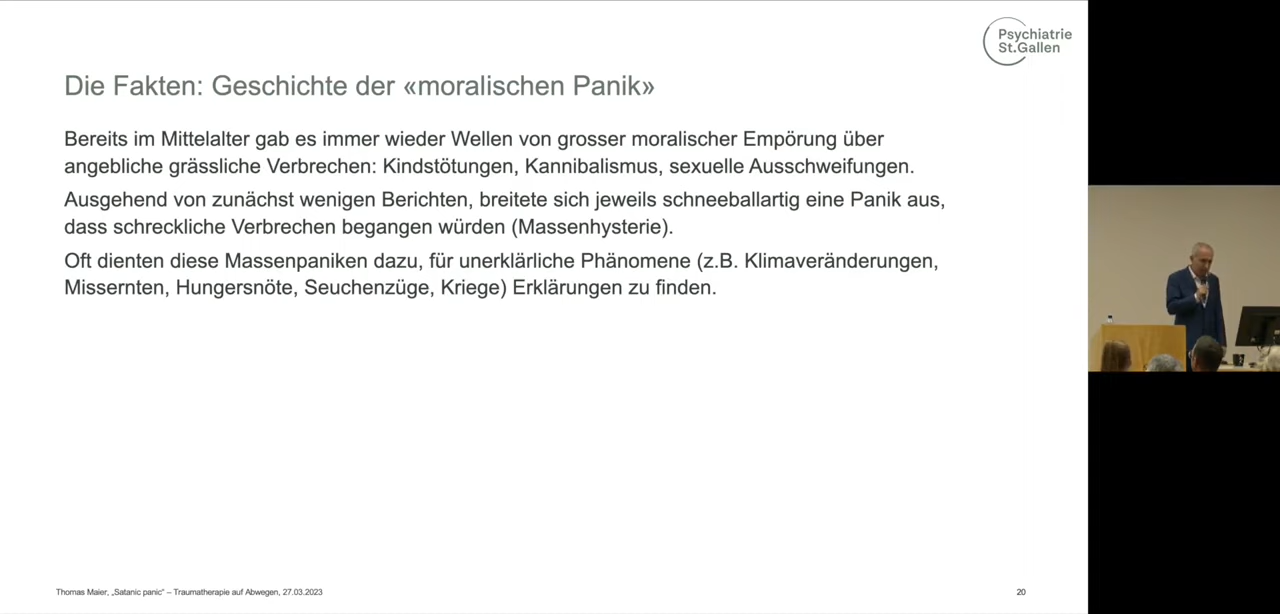 Psychiatrie
St.Gallen
Die Fakten: Geschichte der «moralischen Panik»
Bereits im Mittelalter gab es immer wieder Wellen von grosser moralischer Empörung über
angebliche grässliche Verbrechen: Kindstötungen, Kannibalismus, sexuelle Ausschweifungen.
Ausgehend von zunächst wenigen Berichten, breitete sich jeweils schneeballartig eine Panik aus,
dass schreckliche Verbrechen begangen würden (Massenhysterie).
Oft dienten diese Massenpaniken dazu, für unerklärliche Phänomene (z.B. Klimaveränderungen,
Missernten, Hungersnöte, Seuchenzüge, Kriege) Erklärungen zu finden.
Thomas Maier, „Satanic panic“ – Traumatherapie auf Abwegen, 27.03.2023
20